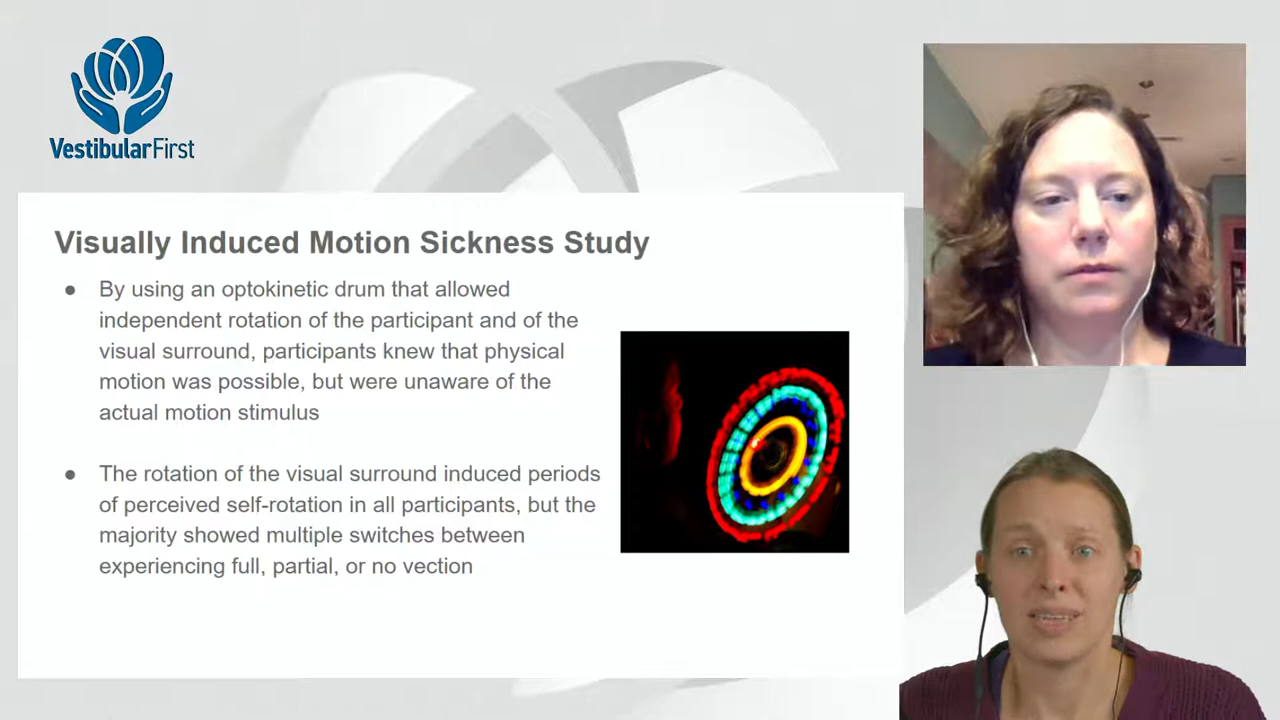 VestibularFirst
Visually Induced Motion Sickness Study
● By using an optokinetic drum that allowed
independent rotation of the participant and of the
visual surround, participants knew that physical
motion was possible, but were unaware of the
actual motion stimulus
● The rotation of the visual surround induced periods
of perceived self-rotation in all participants, but the
majority showed multiple switches between
experiencing full, partial, or no vection